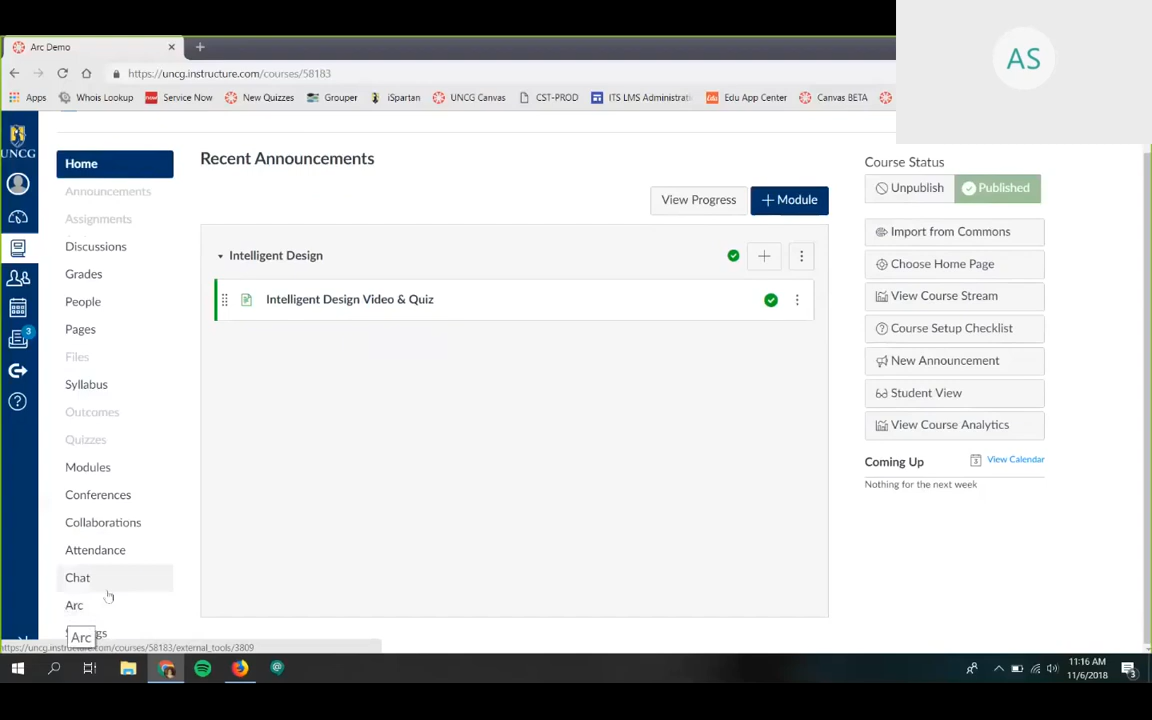 Arc Demo
AS
https://uncg.instructure.com/courses/58183
Apps Whois Lookup Service Now New Quizzes Grouper iSpartan UNCG Canvas CST-PROD ITS LMS Administrati Edu App Center Canvas BETA
UNCG
Home
Announcements
Assignments
Discussions
Grades
People
Pages
Files
Syllabus
Outcomes
Quizzes
Modules
Conferences
Collaborations
Attendance
Chat
Arc
Arc
gs
3
Recent Announcements
View Progress
+ Module
Intelligent Design
Intelligent Design Video & Quiz
Course Status
Unpublish
Published
Import from Commons
Choose Home Page
View Course Stream
Course Setup Checklist
New Announcement
Student View
View Course Analytics
Coming Up
3 View Calendar
Nothing for the next week
https://uncg.instructure.com/courses/58183/external_tools/3809
11:16 AM
11/6/2018
3